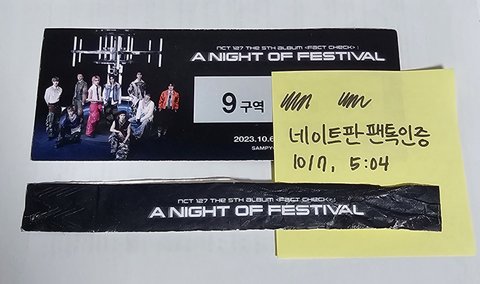 NCT 127 THE 5TH ALBUM <FACT CHECK> :
A NIGHT OF FESTIVAL
9 구역
2023.10.6
SAMPY
네이트판 팬톡인증
10/7, 5:04
NCT 127 THE 5TH ALBUM <FACT CHECK> :
A NIGHT OF FESTIVAL